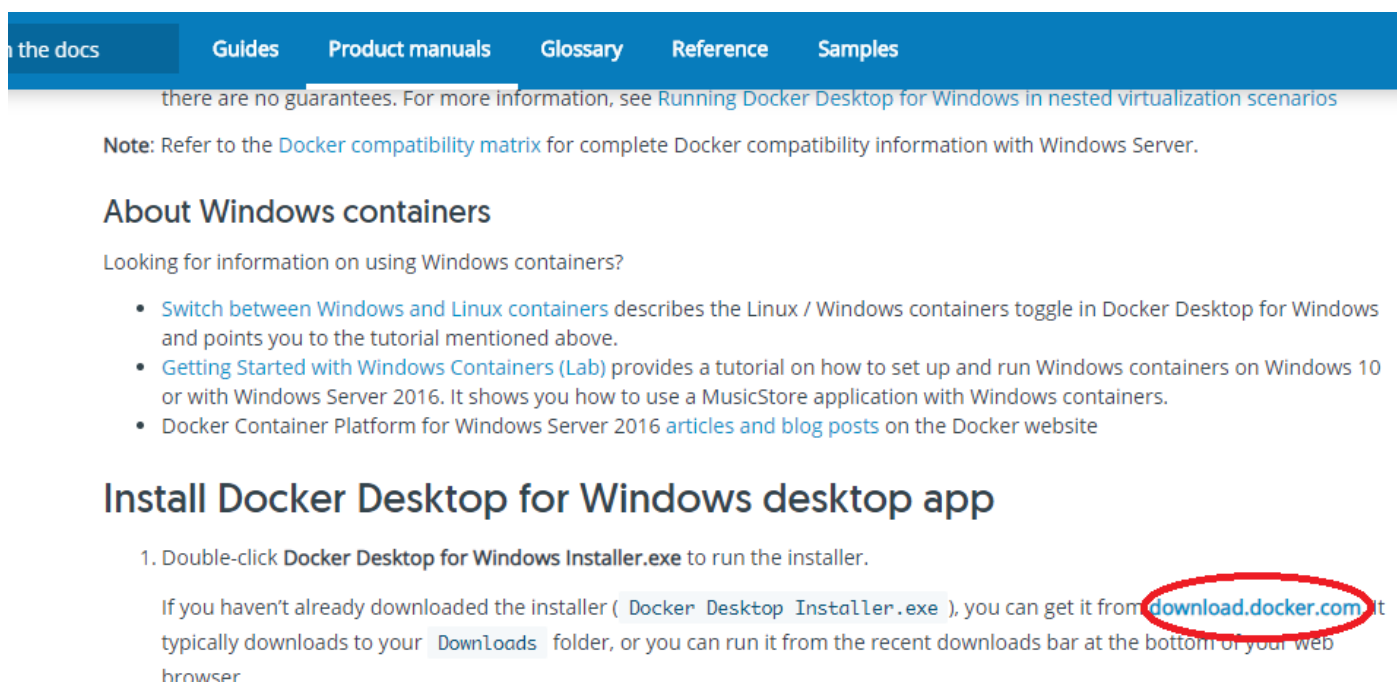 the docs
Guides Product manuals Glossary Reference Samples
there are no guarantees. For more information, see Running Docker Desktop for Windows in nested virtualization scenarios
Note: Refer to the Docker compatibility matrix for complete Docker compatibility information with Windows Server.
About Windows containers
Looking for information on using Windows containers?
• Switch between Windows and Linux containers describes the Linux / Windows containers toggle in Docker Desktop for Windows
and points you to the tutorial mentioned above.
• Getting Started with Windows Containers (Lab) provides a tutorial on how to set up and run Windows containers on Windows 10
or with Windows Server 2016. It shows you how to use a MusicStore application with Windows containers.
• Docker Container Platform for Windows Server 2016 articles and blog posts on the Docker website
Install Docker Desktop for Windows desktop app
1. Double-click Docker Desktop for Windows Installer.exe to run the installer.
If you haven’t already downloaded the installer ( Docker Desktop Installer.exe ), you can get it from download.docker.com. It
typically downloads to your Downloads folder, or you can run it from the recent downloads bar at the bottom of your web
browser